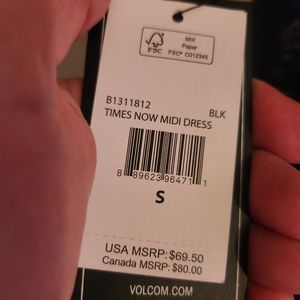 MIX
Paper
FSC
FSC® C012345
B1311812 BLK
TIMES NOW MIDI DRESS
8 89623 96471 1
S
USA MSRP: $69.50
Canada MSRP: $80.00
VOLCOM.COM